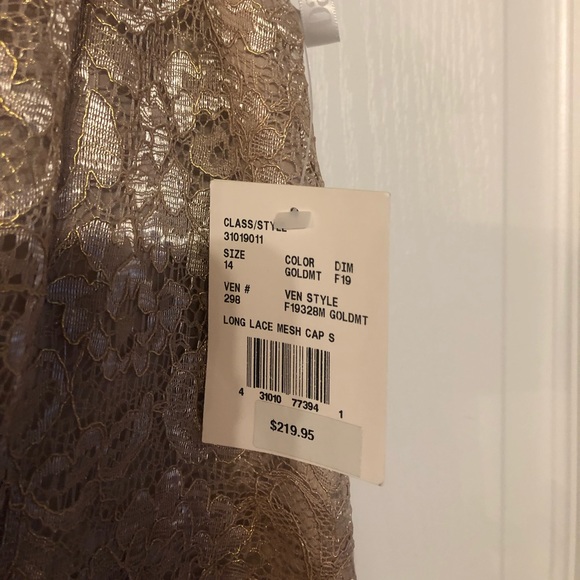 CLASS/STYLE
31019011
SIZE COLOR DIM
14 GOLDMT F19
VEN # VEN STYLE
298 F19328M GOLDMT
LONG LACE MESH CAP S
4 31010 77394 1
$219.95